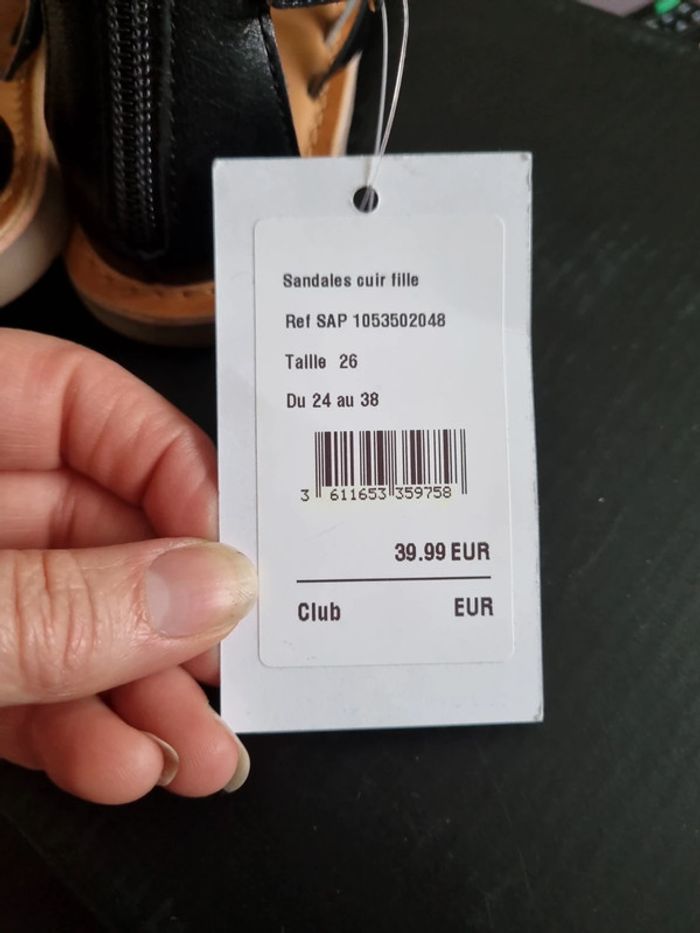 Sandales cuir fille
Ref SAP 1053502048
Taille 26
Du 24 au 38
3 611653 359758
39.99 EUR
Club EUR